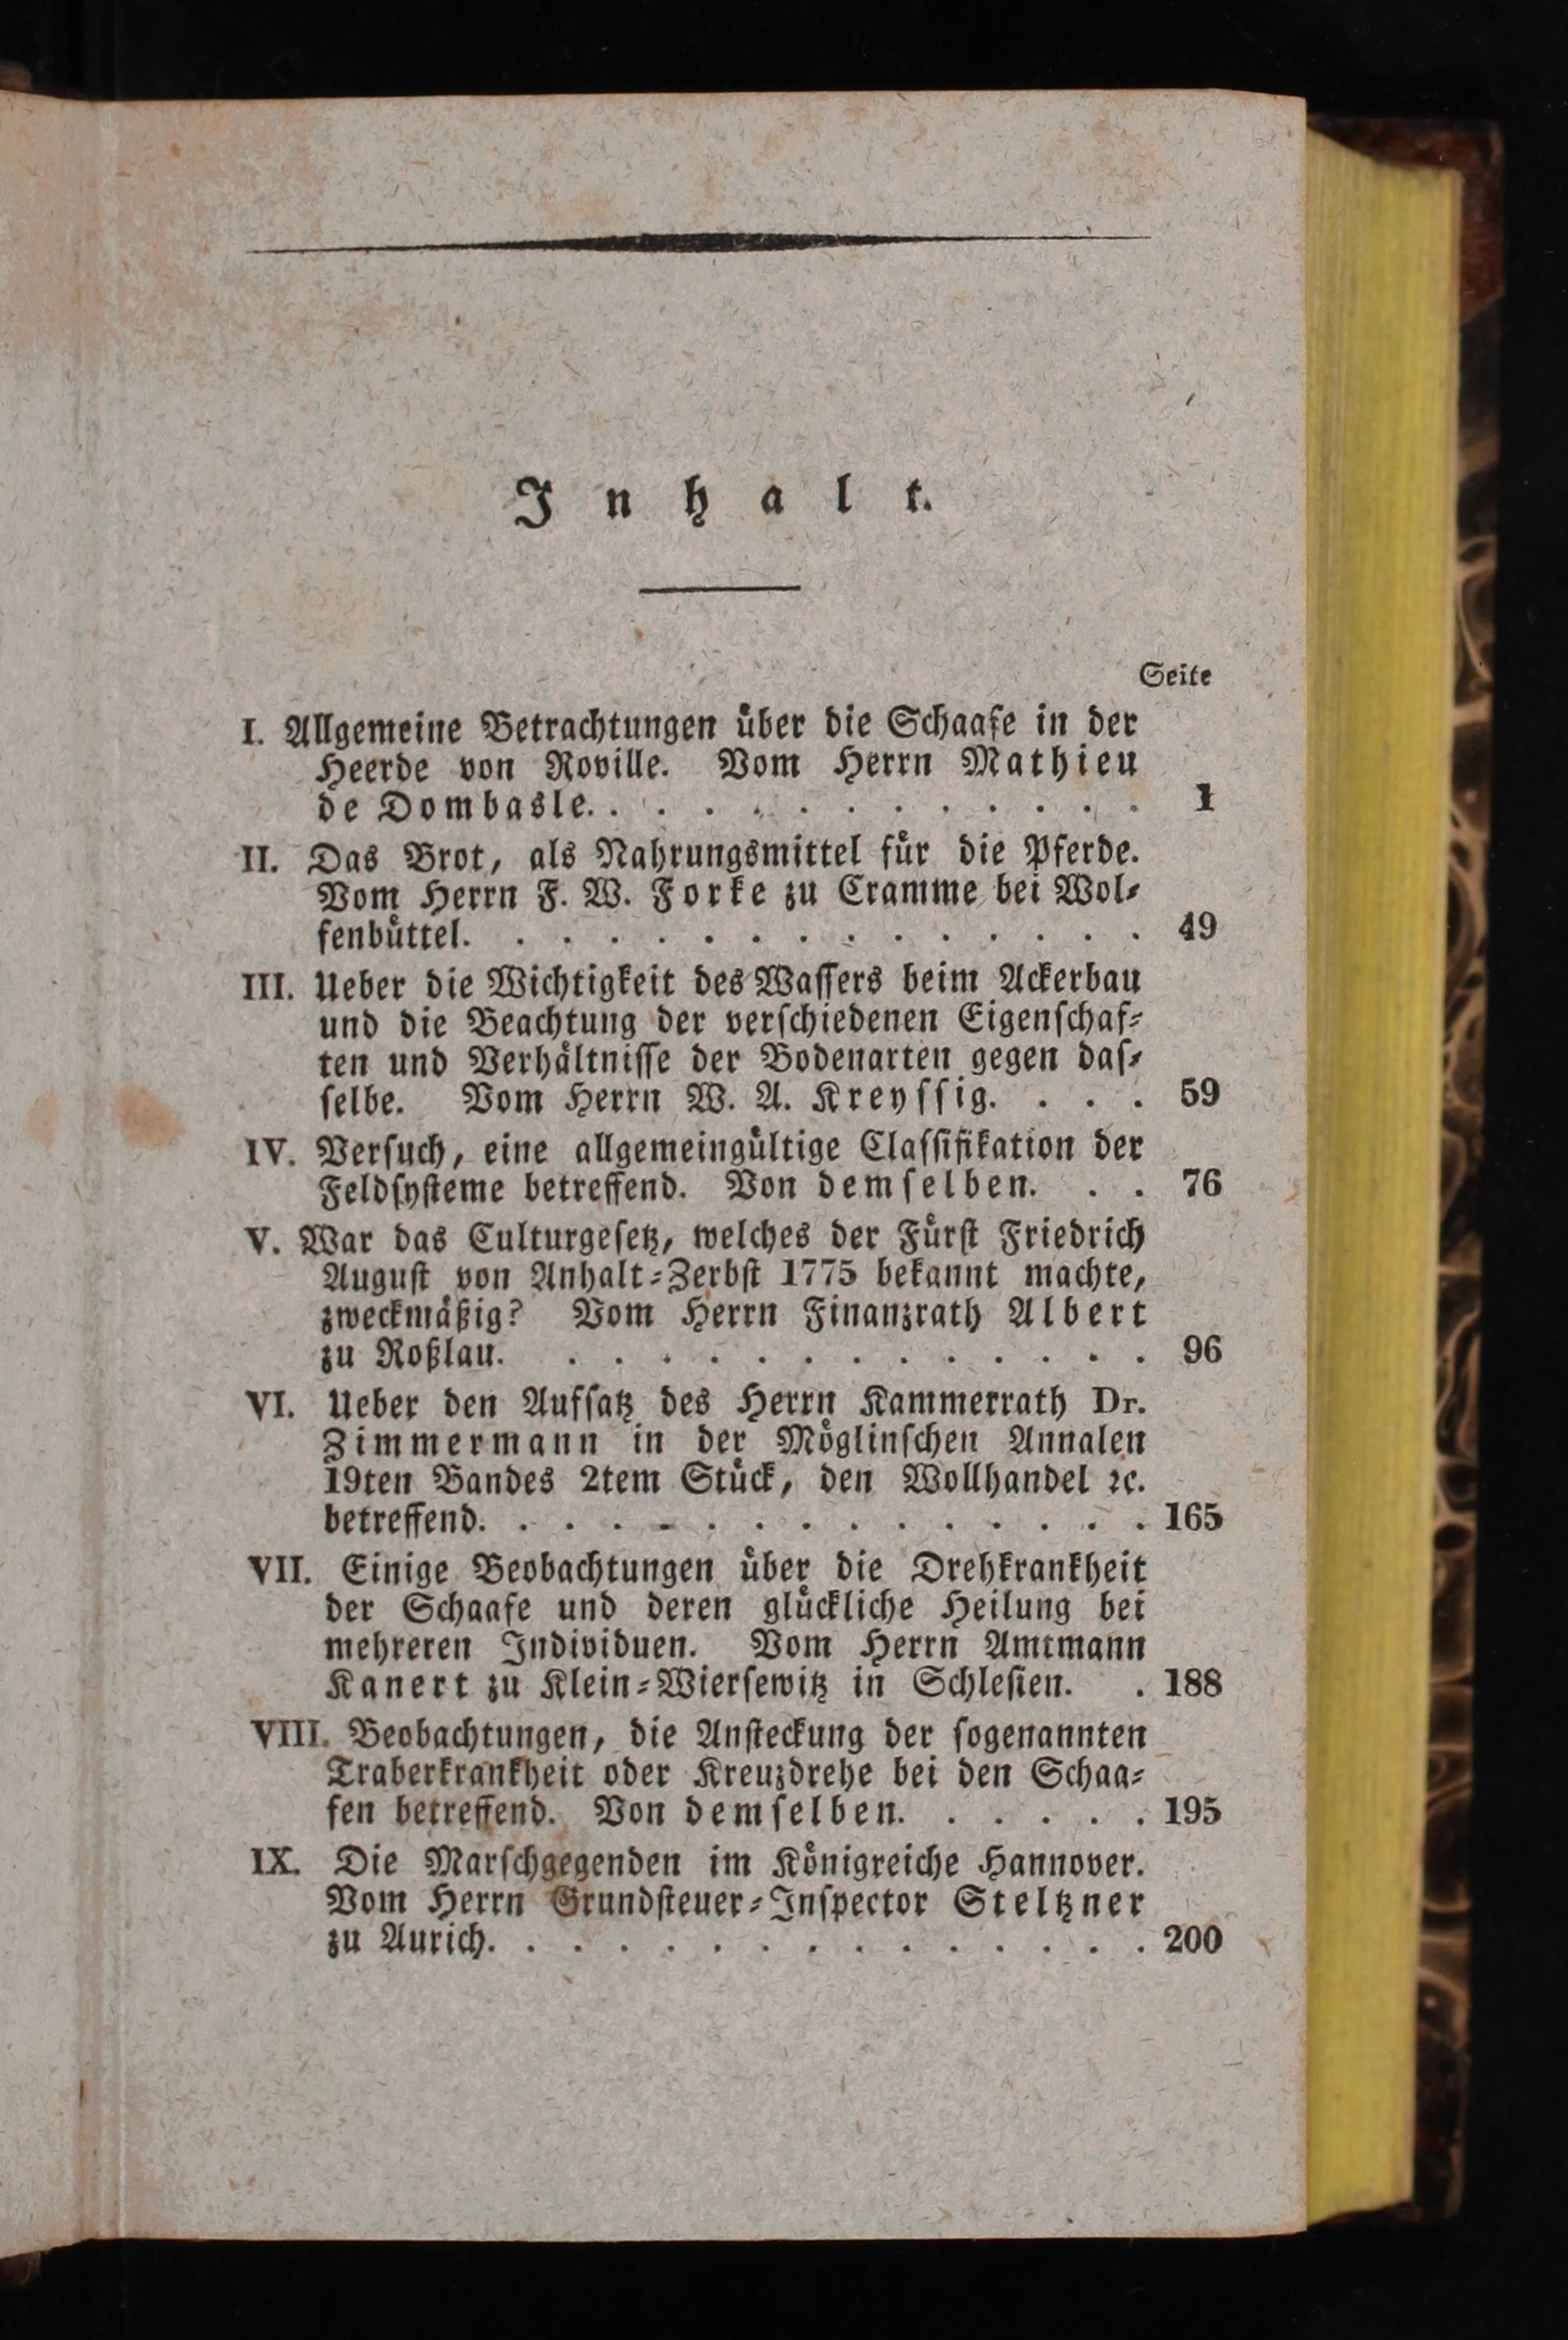 Inhalt.
Seite
I. Allgemeine Betrachtungen über die Schaafe in der
Heerde von Roville. Vom Herrn Mathieu
de Dombasle. . . . . . . . . . . . . 1
II. Das Brot, als Nahrungsmittel für die Pferde.
Vom Herrn F. W. Forke zu Cramme bei Wol-
fenbüttel. . . . . . . . . . . . . . . 49
III. Ueber die Wichtigkeit des Wassers beim Ackerbau
und die Beachtung der verschiedenen Eigenschaf-
ten und Verhältnisse der Bodenarten gegen das-
selbe. Vom Herrn W. A. Kreyssig. . . . 59
IV. Versuch, eine allgemeingültige Classifikation der
Feldsysteme betreffend. Von demselben. . . 76
V. War das Culturgesetz, welches der Fürst Friedrich
August von Anhalt-Zerbst 1775 bekannt machte,
zweckmäßig? Vom Herrn Finanzrath Albert
zu Roßlau. . . . . . . . . . . . . . 96
VI. Ueber den Aufsatz des Herrn Kammerrath Dr.
Zimmermann in der Möglinschen Annalen
19ten Bandes 2tem Stück, den Wollhandel ꝛc.
betreffend. . . . . . . . . . . . . . . 165
VII. Einige Beobachtungen über die Drehkrankheit
der Schaafe und deren glückliche Heilung bei
mehreren Individuen. Vom Herrn Amtmann
Kanert zu Klein-Wiersewitz in Schlesien. . 188
VIII. Beobachtungen, die Ansteckung der sogenannten
Traberkrankheit oder Kreuzdrehe bei den Schaa-
fen betreffend. Von demselben. . . . . . 195
IX. Die Marschgegenden im Königreiche Hannover.
Vom Herrn Grundsteuer-Inspector Steltzner
zu Aurich. . . . . . . . . . . . . . . 200